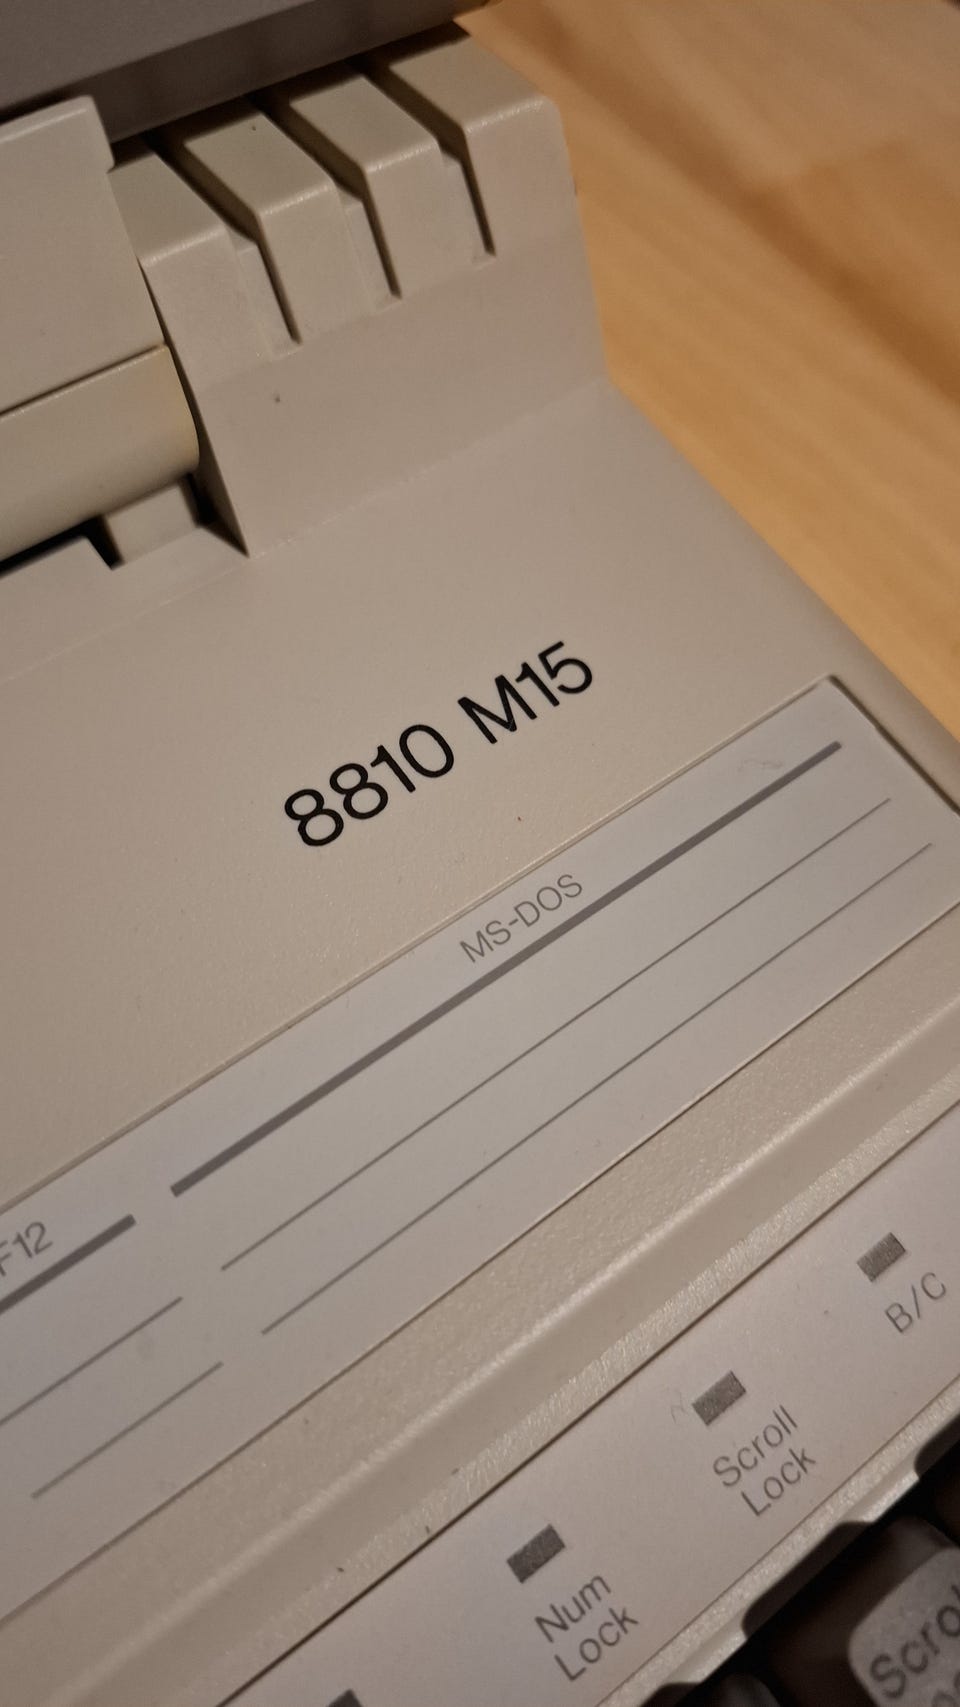 8810 M15
MS-DOS
F12
B/C
Scroll
Lock
Num
Lock